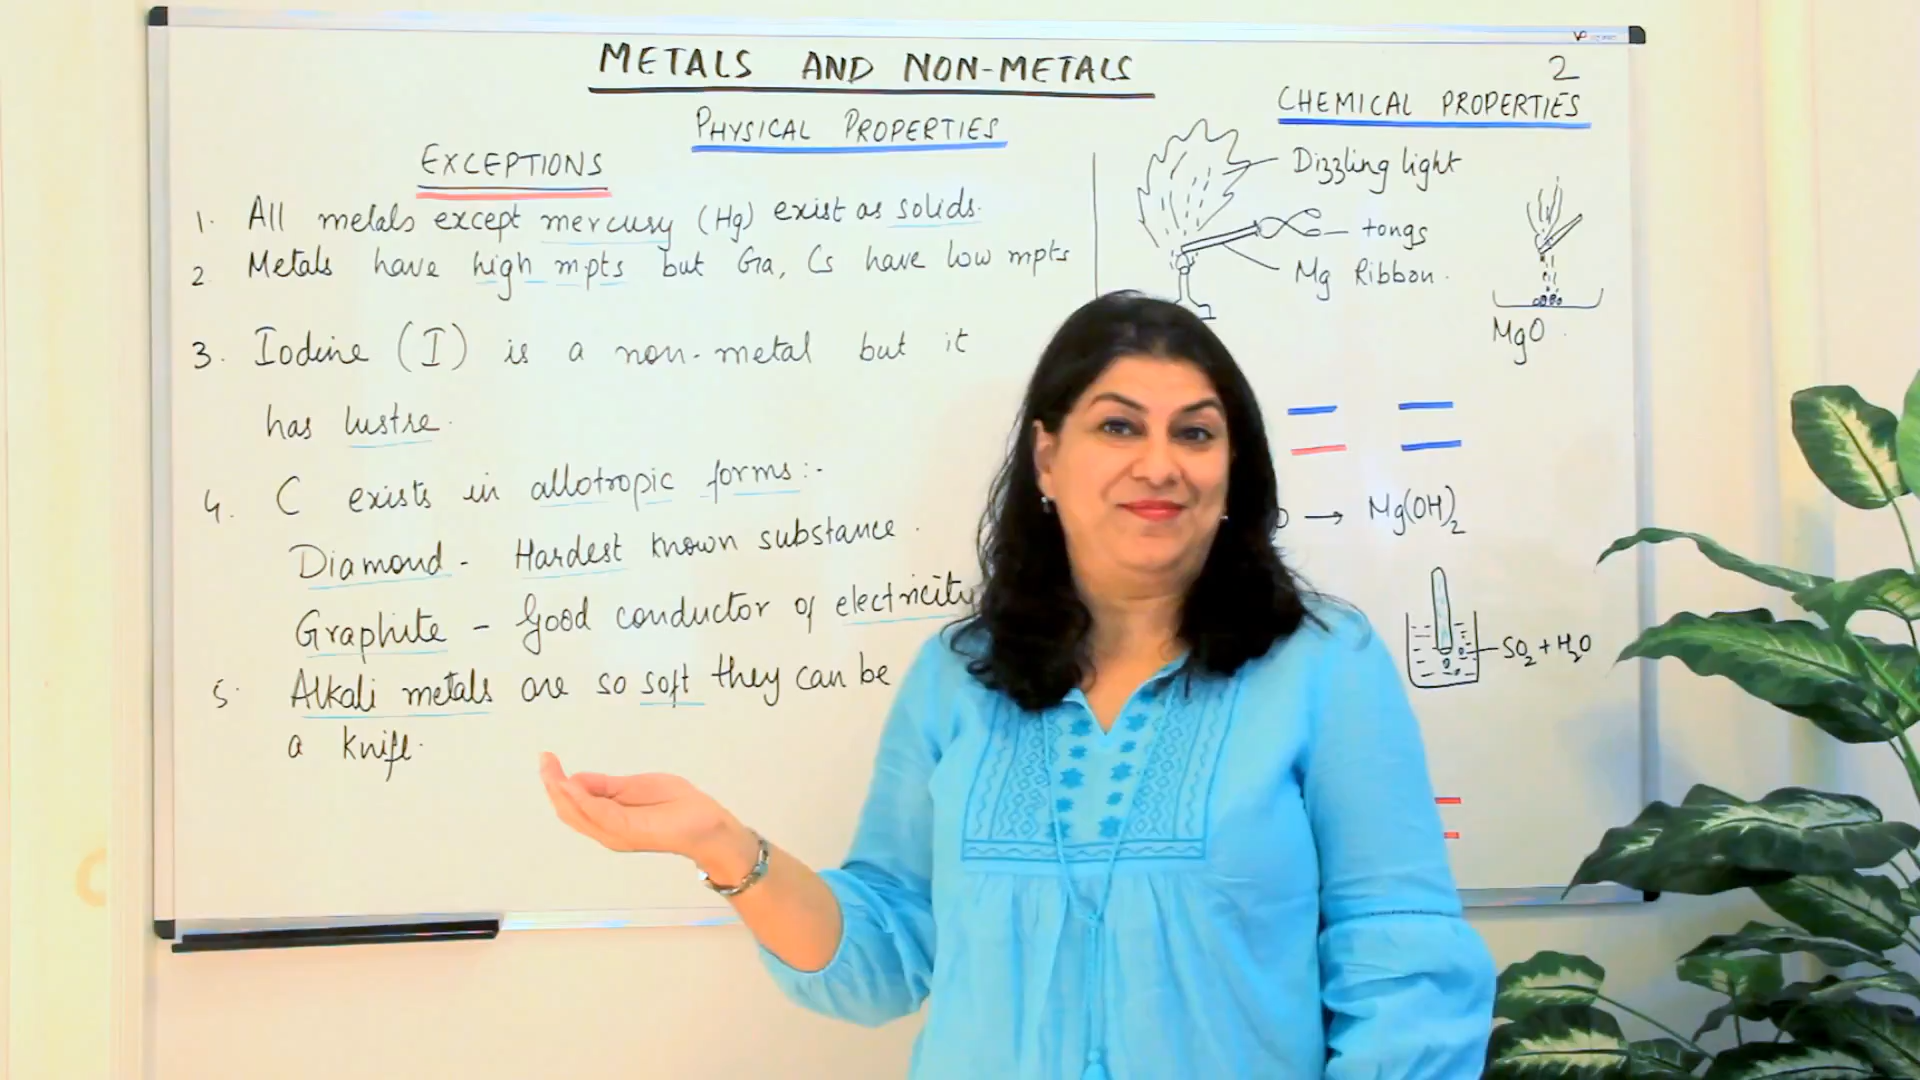 METALS AND NON-METALS
2
PHYSICAL PROPERTIES
CHEMICAL PROPERTIES
EXCEPTIONS
1. All metals except mercury (Hg) exist as solids.
2 Metals have high mpts but Ga, Cs have low mpts
3. Iodine (I) is a non-metal but it
has lustre.
4. C exists in allotropic forms:-
Diamond - Hardest known substance.
Graphite - Good conductor of electricity
5. Alkali metals are so soft they can be
a knife.
Dizzling light
tongs
Mg Ribbon.
MgO
→ Mg(OH)2
SO2 + H2O